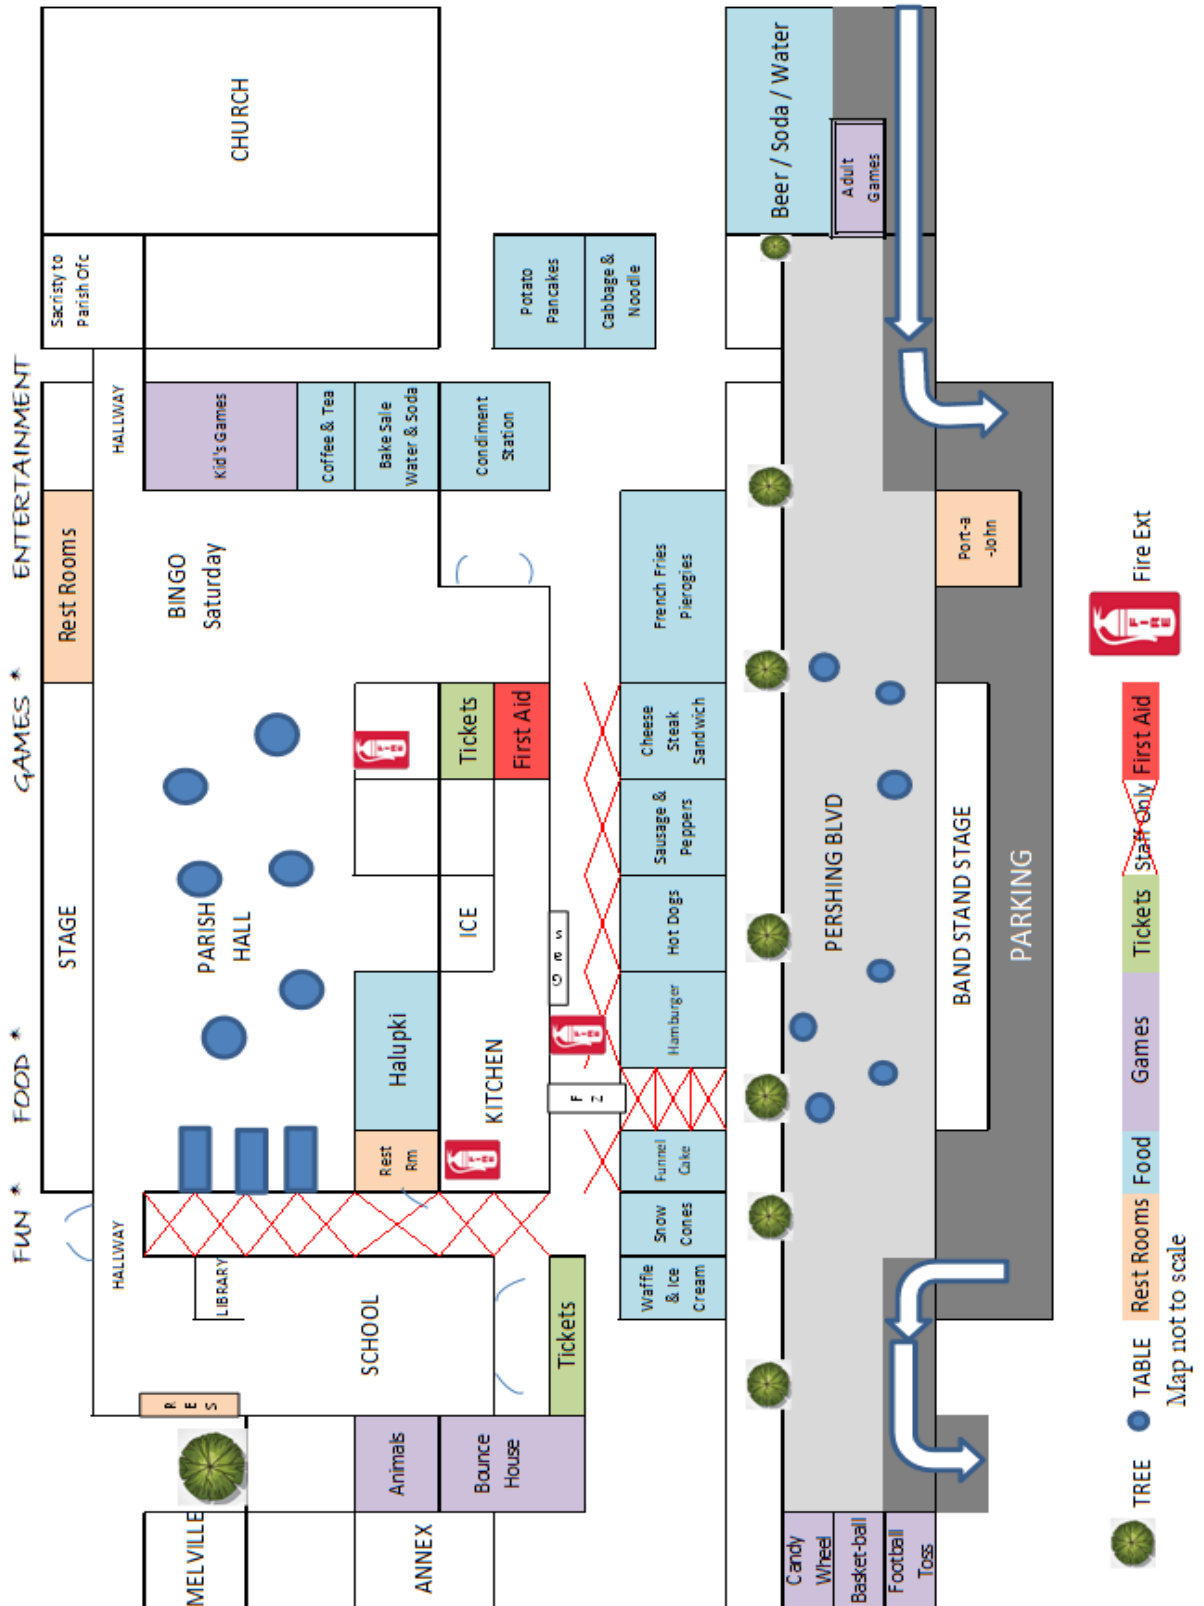 FUN * FOOD * GAMES * ENTERTAINMENT
STAGE
Rest Rooms
Sacristy to
Parish Ofc
CHURCH
HALLWAY
HALLWAY
MELVILLE
R E S
LIBRARY
SCHOOL
PARISH
HALL
BINGO
Saturday
Kid's Games
Coffee & Tea
Bake Sale
Water & Soda
Condiment
Station
ANNEX
Animals
Bounce
House
Tickets
Rest
Rm
Halupki
KITCHEN
ICE
FIRE
Tickets
First Aid
FIRE
FIRE
F Z
G R S
Potato
Pancakes
Cabbage &
Noodle
Waffle
& Ice
Cream
Snow
Cones
Funnel
Cake
Hamburger
Hot Dogs
Sausage &
Peppers
Cheese
Steak
Sandwich
French Fries
Pierogies
Beer / Soda / Water
Adult
Games
Candy
Wheel
Basket-ball
Football
Toss
PERSHING BLVD
BAND STAND STAGE
Port-a
-John
PARKING
TREE
TABLE
Rest Rooms
Food
Games
Tickets
Staff Only
First Aid
FIRE
Fire Ext
Map not to scale